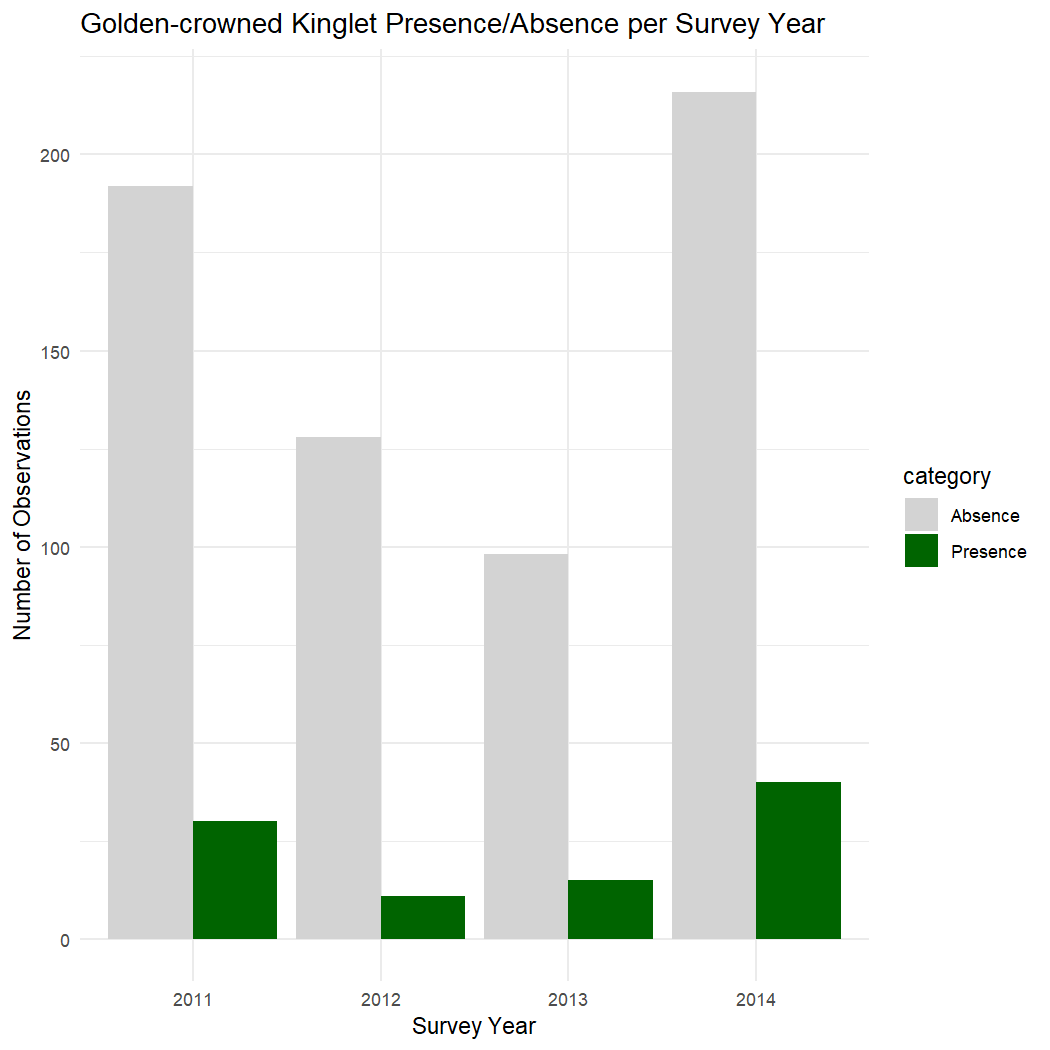 Golden-crowned Kinglet Presence/Absence per Survey Year
200
150
100
50
0
Number of Observations
2011 2012 2013 2014
Survey Year
category
Absence
Presence